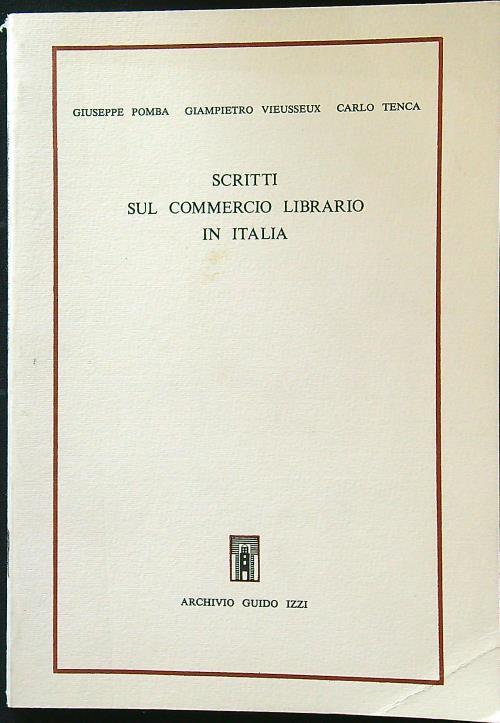 GIUSEPPE POMBA GIAMPIETRO VIEUSSEUX CARLO TENCA
SCRITTI
SUL COMMERCIO LIBRARIO
IN ITALIA
ARCHIVIO GUIDO IZZI